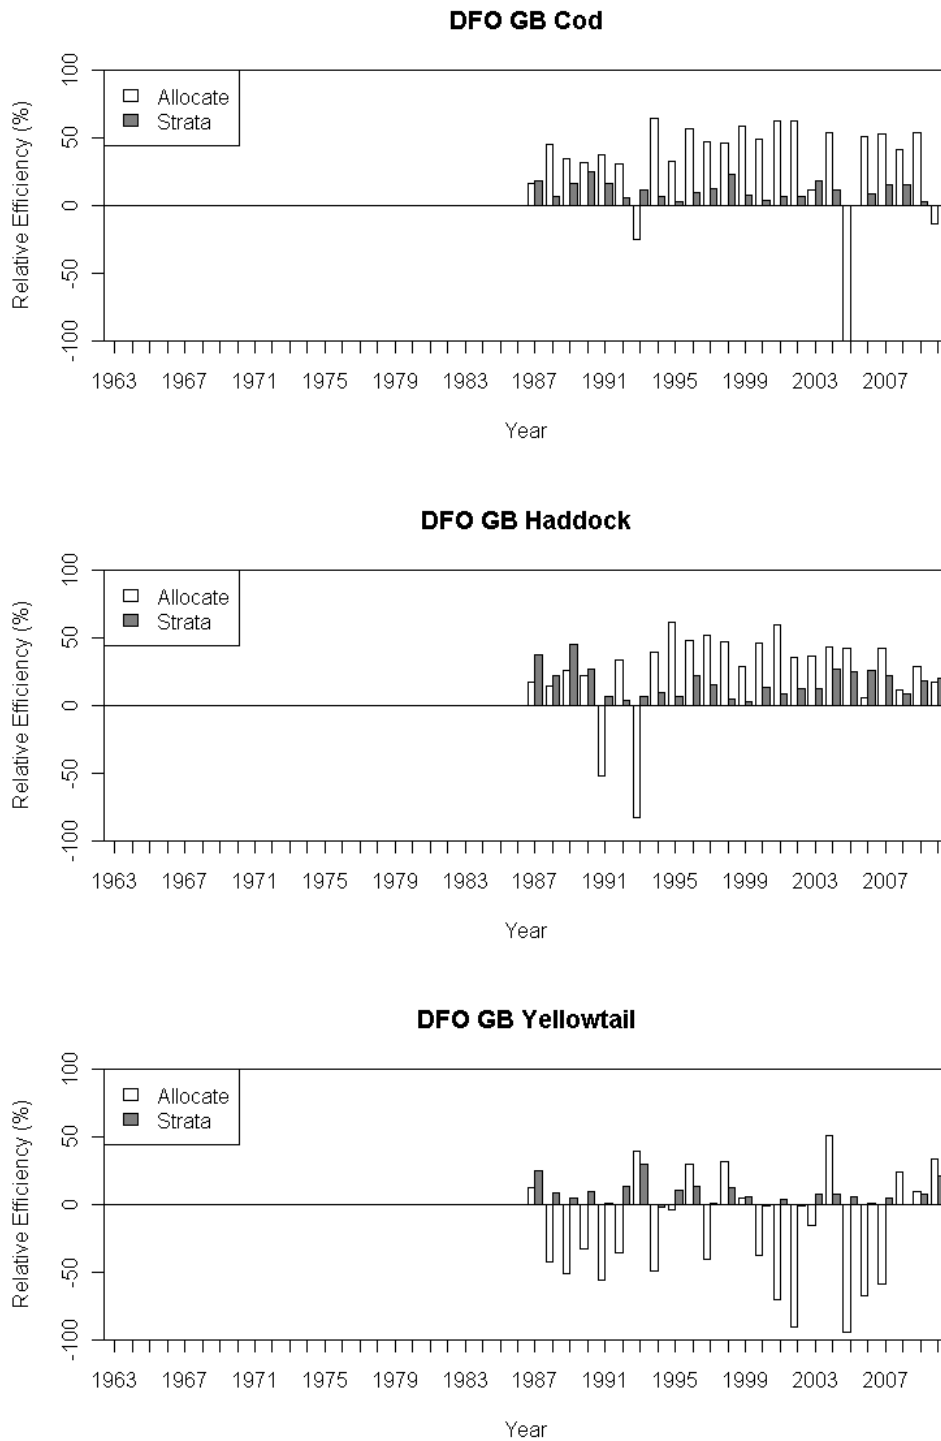 DFO GB Cod
Relative Efficiency (%)
100
50
0
-50
-100
Allocate
Strata
1963 1967 1971 1975 1979 1983 1987 1991 1995 1999 2003 2007
Year
DFO GB Haddock
Relative Efficiency (%)
100
50
0
-50
-100
Allocate
Strata
1963 1967 1971 1975 1979 1983 1987 1991 1995 1999 2003 2007
Year
DFO GB Yellowtail
Relative Efficiency (%)
100
50
0
-50
-100
Allocate
Strata
1963 1967 1971 1975 1979 1983 1987 1991 1995 1999 2003 2007
Year